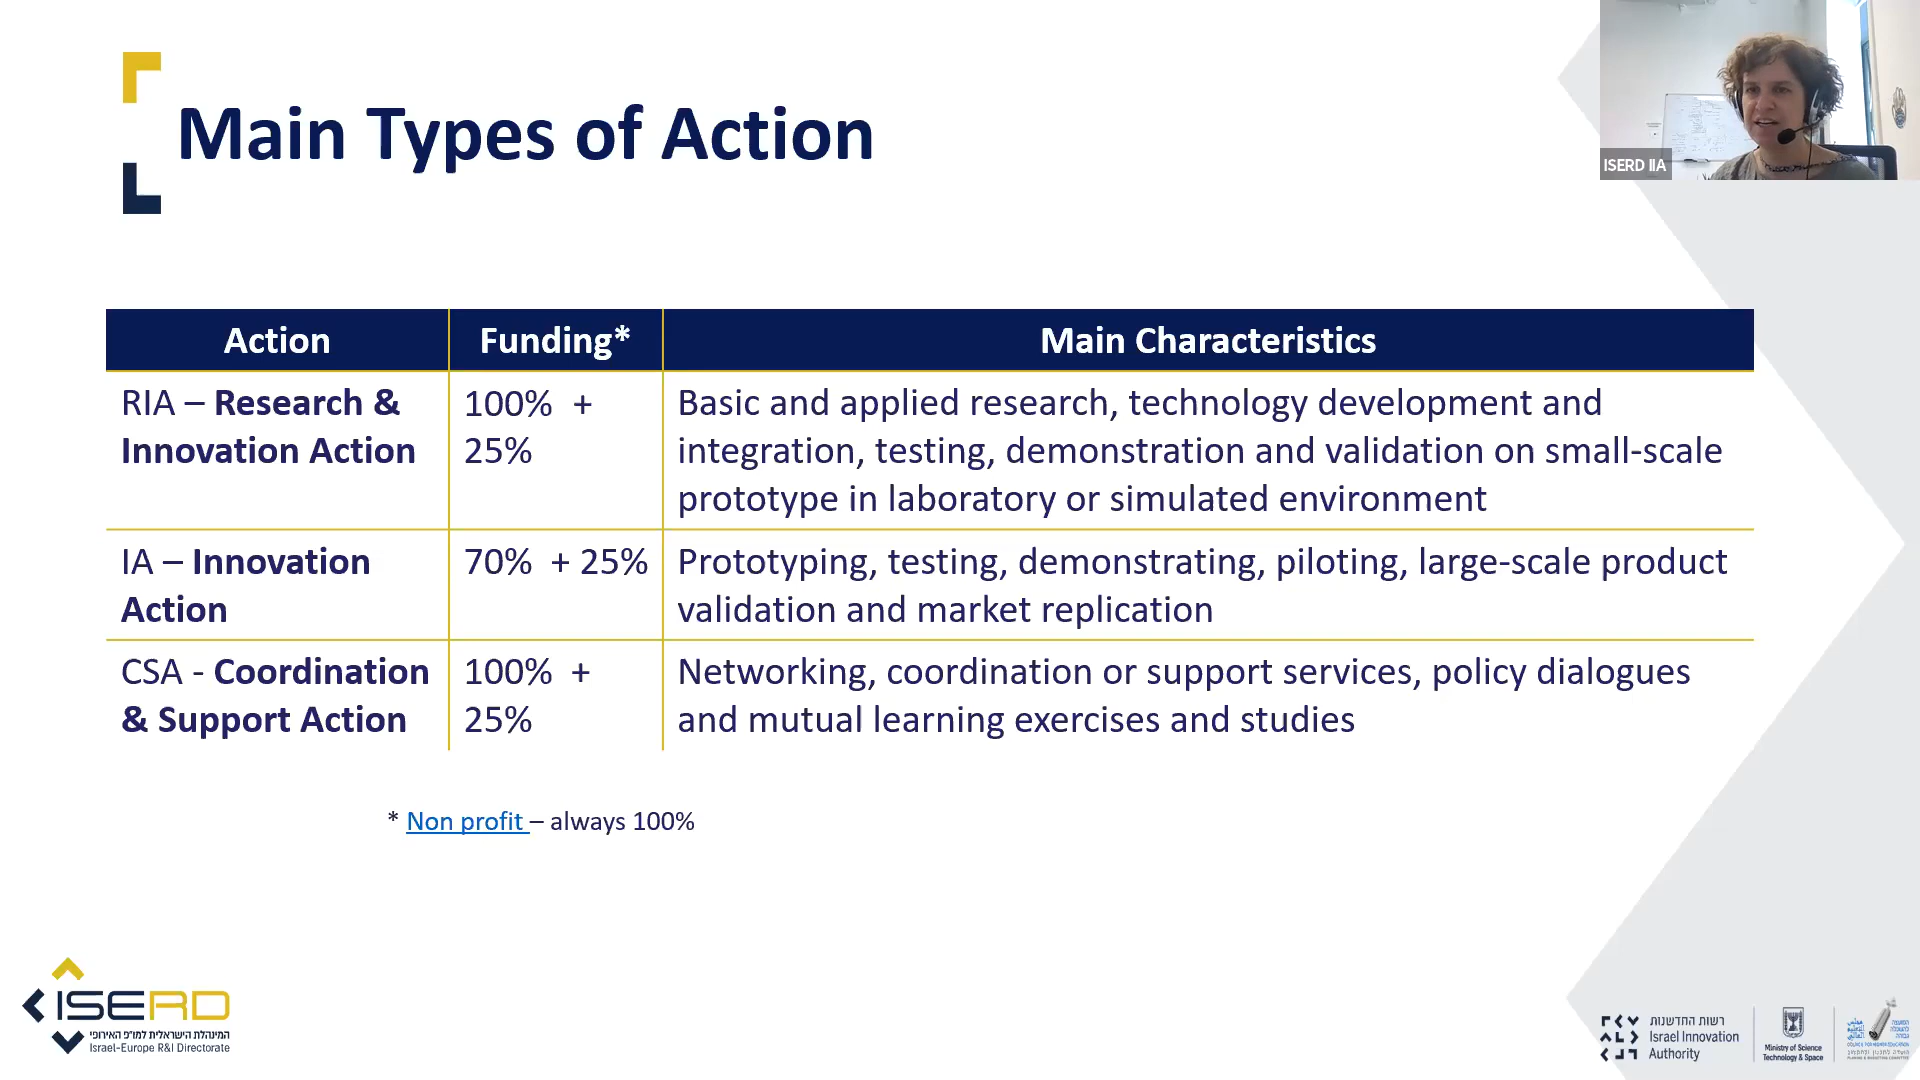 Main Types of Action
ISERD IIA
Action
Funding*
Main Characteristics
RIA – Research &
Innovation Action
100% +
25%
Basic and applied research, technology development and
integration, testing, demonstration and validation on small-scale
prototype in laboratory or simulated environment
IA – Innovation
Action
70% + 25%
Prototyping, testing, demonstrating, piloting, large-scale product
validation and market replication
CSA - Coordination
& Support Action
100% +
25%
Networking, coordination or support services, policy dialogues
and mutual learning exercises and studies
* Non profit – always 100%
ISERD
המינהלת הישראלית למו"פ האירופי
Israel-Europe R&I Directorate
רשות החדשנות
Israel Innovation
Authority
Ministry of Science
Technology & Space